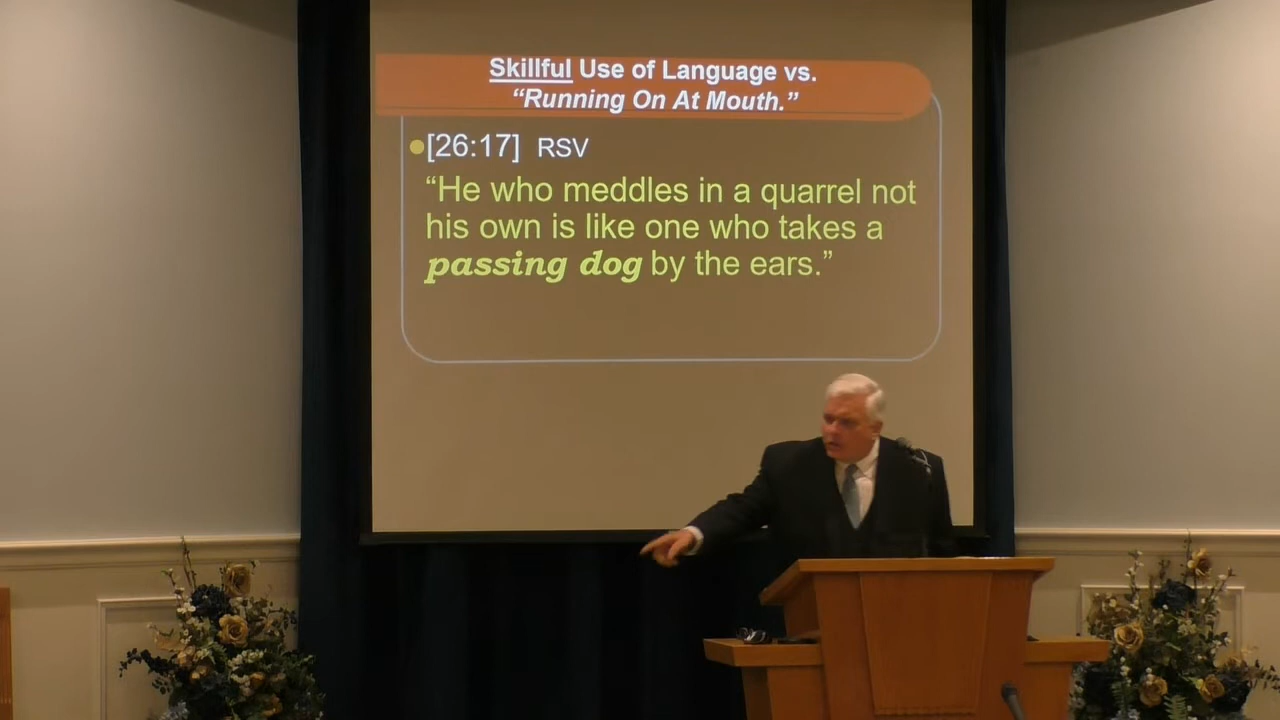 Skillful Use of Language vs.
“Running On At Mouth.”
[26:17] RSV
“He who meddles in a quarrel not
his own is like one who takes a
passing dog by the ears.”